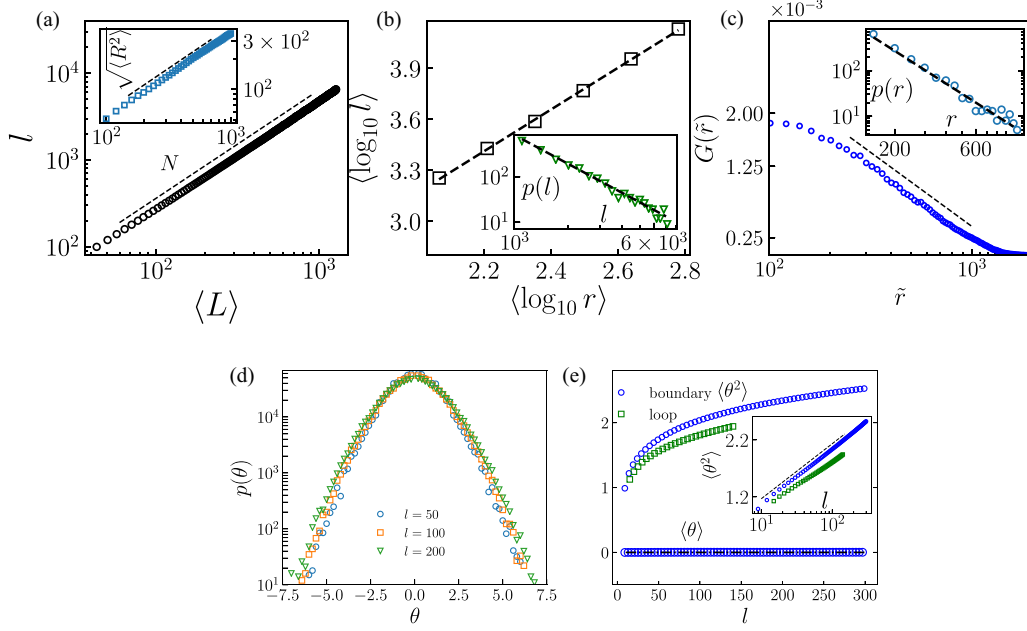 (a)
√⟨R²⟩
3 × 10²
10²
10²
10³
N
10⁴
10³
10²
l
10²
10³
⟨L⟩
(b)
⟨log₁₀ l⟩
3.9
3.6
3.3
3.0
2.2
2.4
2.6
2.8
⟨log₁₀ r⟩
p(l)
10²
10¹
l
10³
6 × 10³
(c)
×10⁻³
G(r̃)
2.00
1.25
0.25
10²
10³
r̃
p(r)
10³
10²
10¹
r
200
600
(d)
p(θ)
10⁴
10³
10²
10¹
l = 50
l = 100
l = 200
−7.5
−5.0
−2.5
0.0
2.5
5.0
7.5
θ
(e)
boundary ⟨θ²⟩
loop
2
1
0
⟨θ²⟩
2.2
1.2
l
10¹
10²
⟨θ⟩
0
50
100
150
200
250
300
l